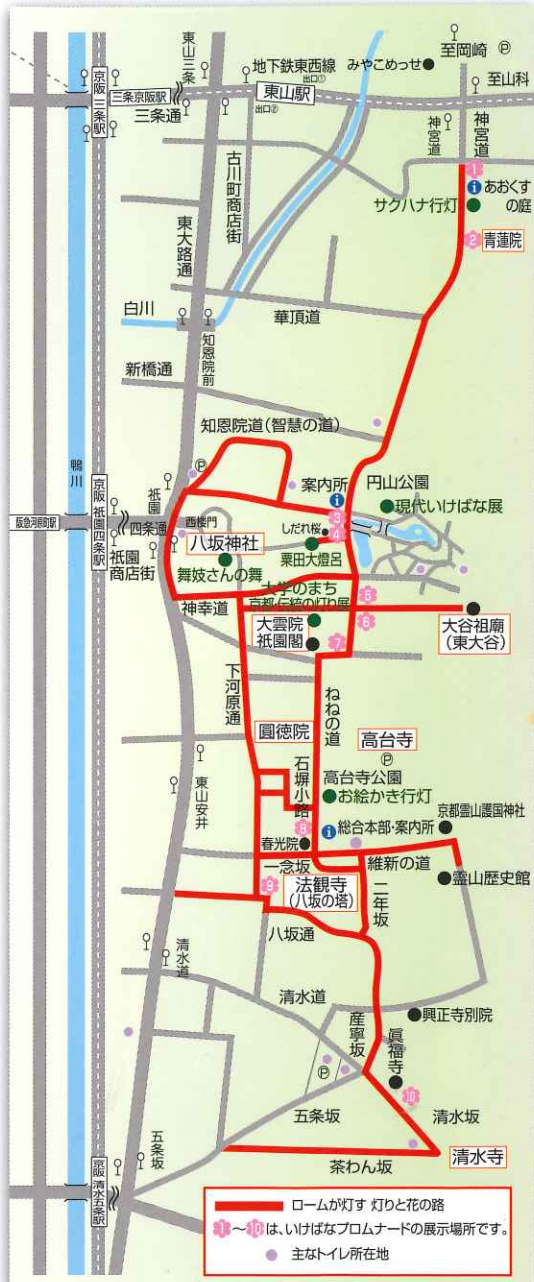 至岡崎 Ⓟ
地下鉄東西線
みやこめっせ
出口①
至山科
東山三条
京阪 三条駅
三条京阪駅
東山駅
三条通
出口②
神宮道
神宮道
1
i あおくすの庭
サクハナ行灯
2 青蓮院
古川町商店街
東大路通
白川
華頂道
知恩院前
新橋通
知恩院道(智慧の道)
Ⓟ
鴨川
祇園
案内所
i
円山公園
3
現代いけばな展
阪急河原町駅
京阪 祇園四条駅
四条通
西楼門
しだれ桜
4
八坂神社
粟田大燈呂
祇園商店街
舞妓さんの舞
大学のまち
京都・伝統の灯り展
5
神幸道
大雲院
祇園閣
6
大谷祖廟
(東大谷)
7
下河原通
ねねの道
圓徳院
高台寺
Ⓟ
石塀小路
高台寺公園
お絵かき行灯
東山安井
京都霊山護国神社
8
i 総合本部・案内所
春光院
一念坂
維新の道
9
法観寺
(八坂の塔)
二年坂
霊山歴史館
八坂通
清水道
清水道
産寧坂
興正寺別院
眞福寺
Ⓟ
10
五条坂
清水坂
五条坂
茶わん坂
清水寺
京阪 清水五条駅
ロームが灯す 灯りと花の路
1～10は、いけばなプロムナードの展示場所です。
主なトイレ所在地